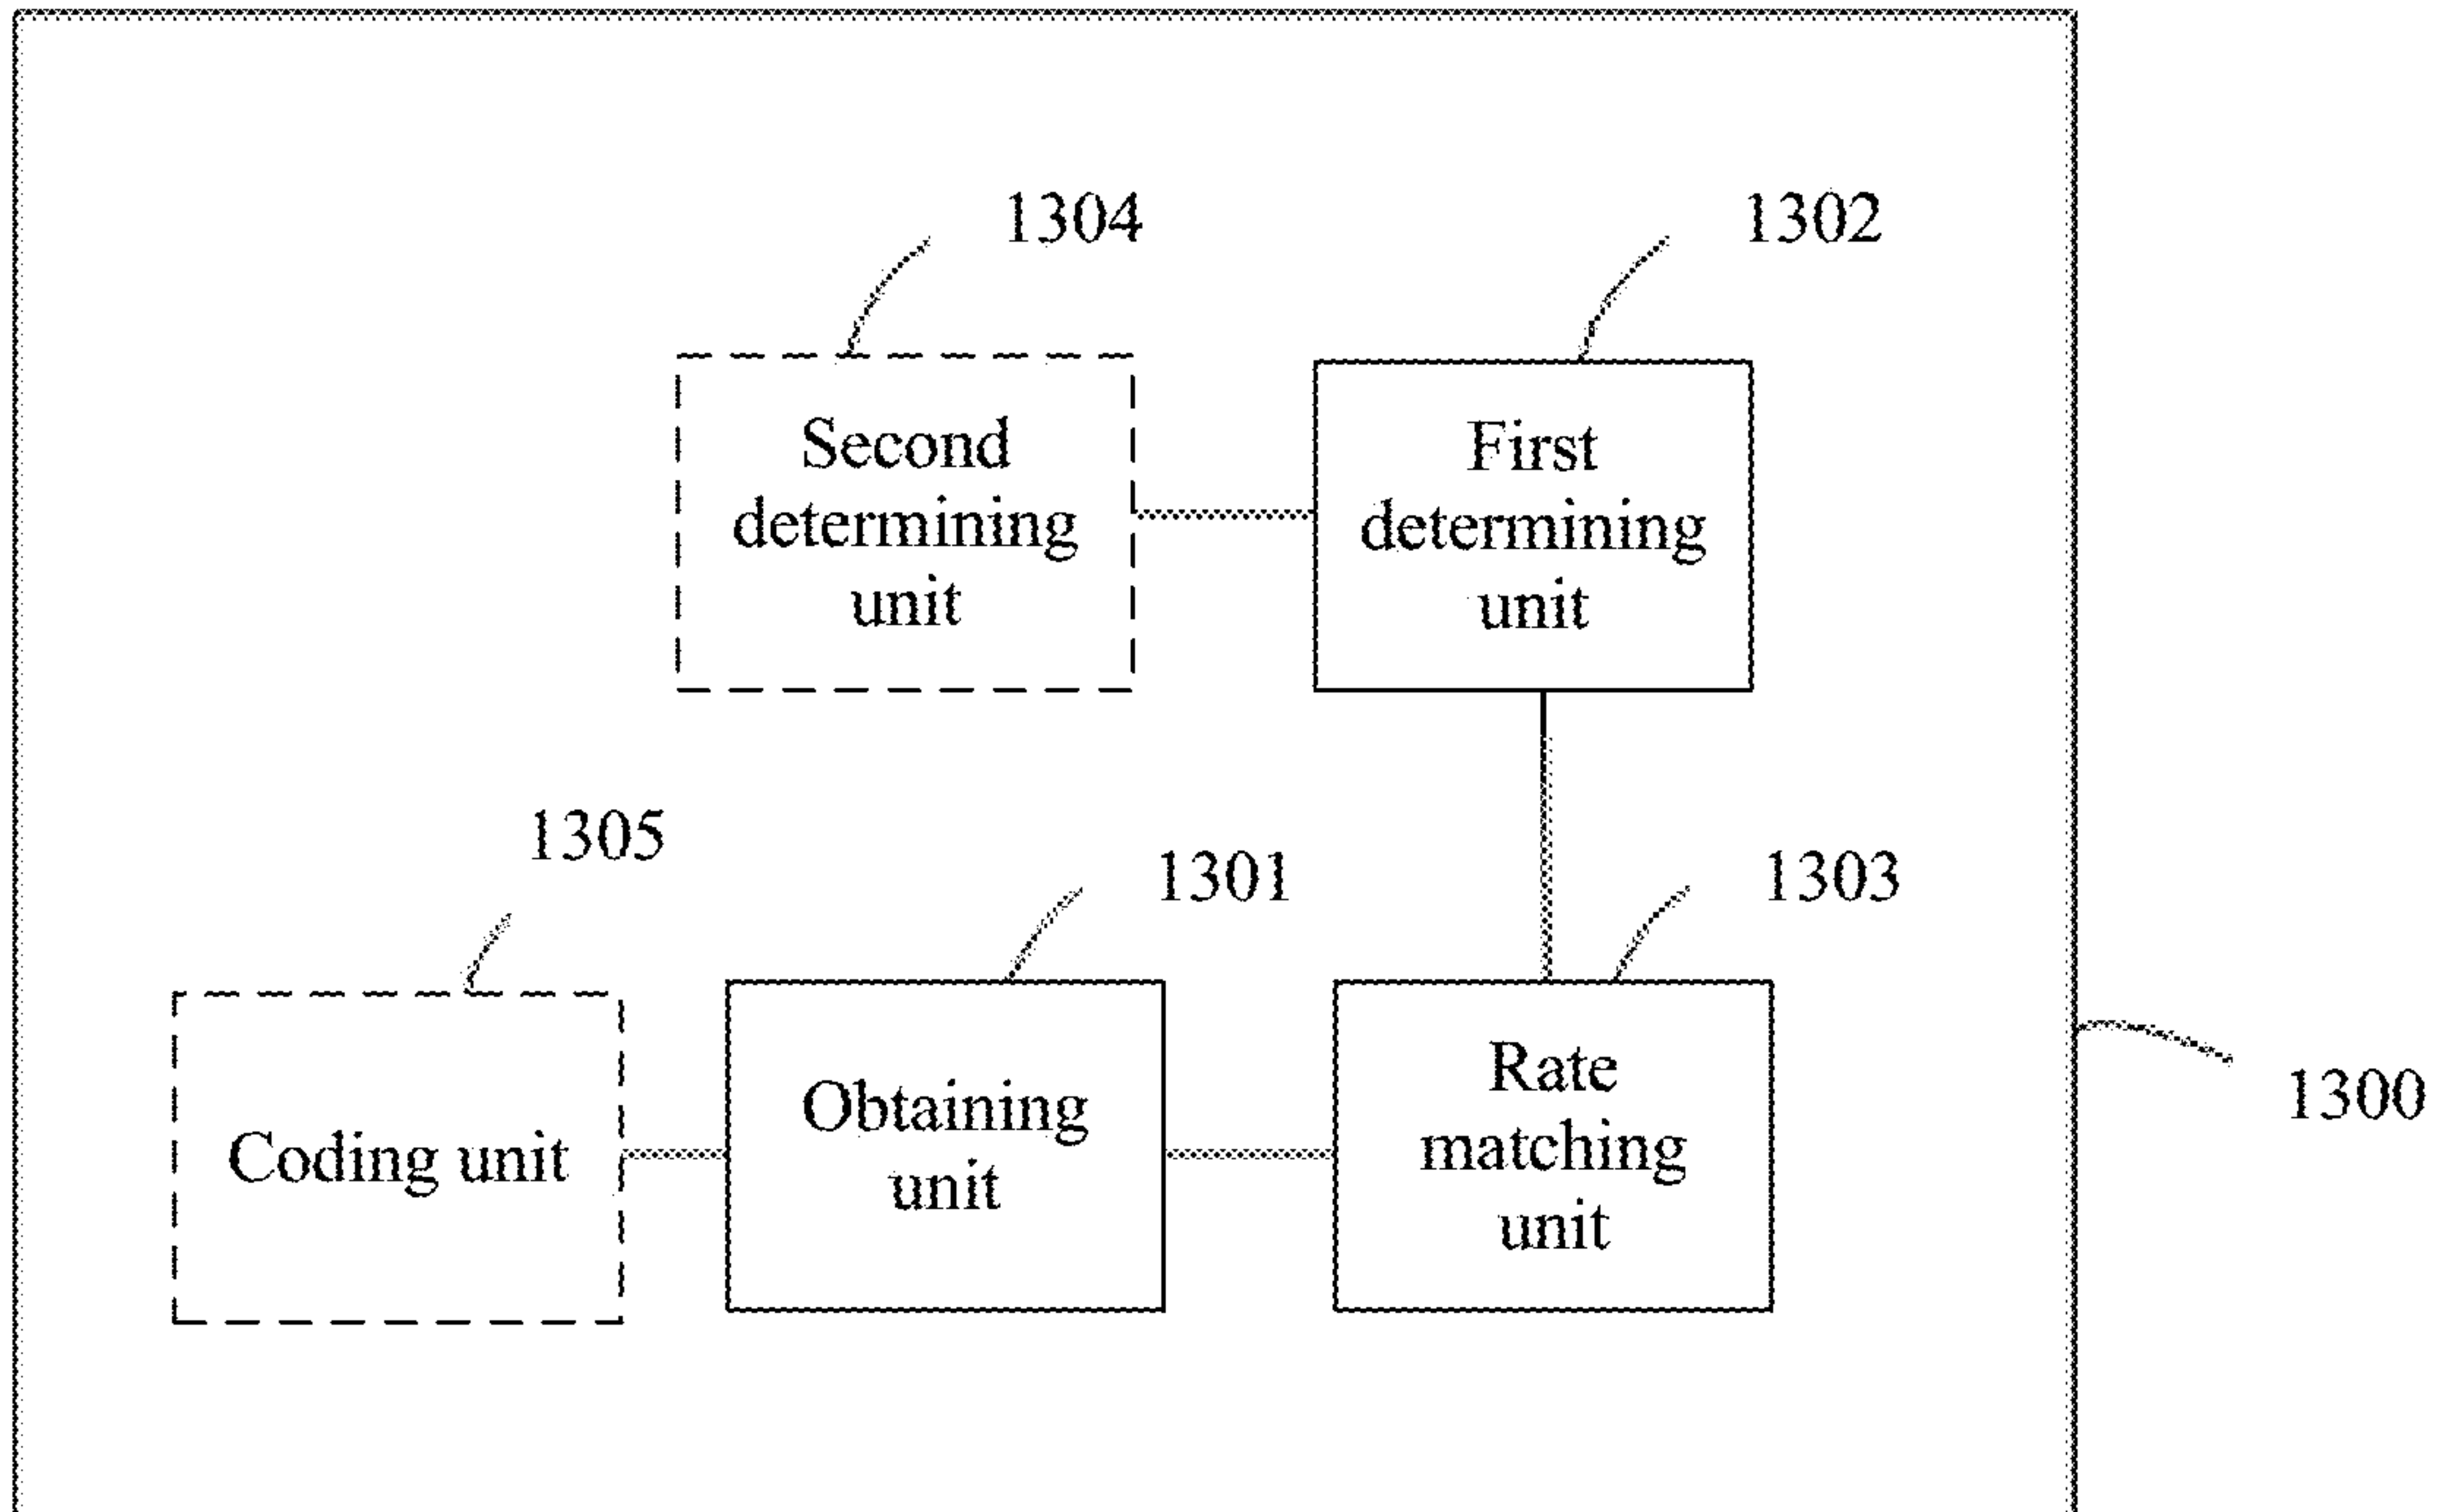 1304
1302
Second
determining
unit
First
determining
unit
1305
1301
1303
Coding unit
Obtaining
unit
Rate
matching
unit
1300